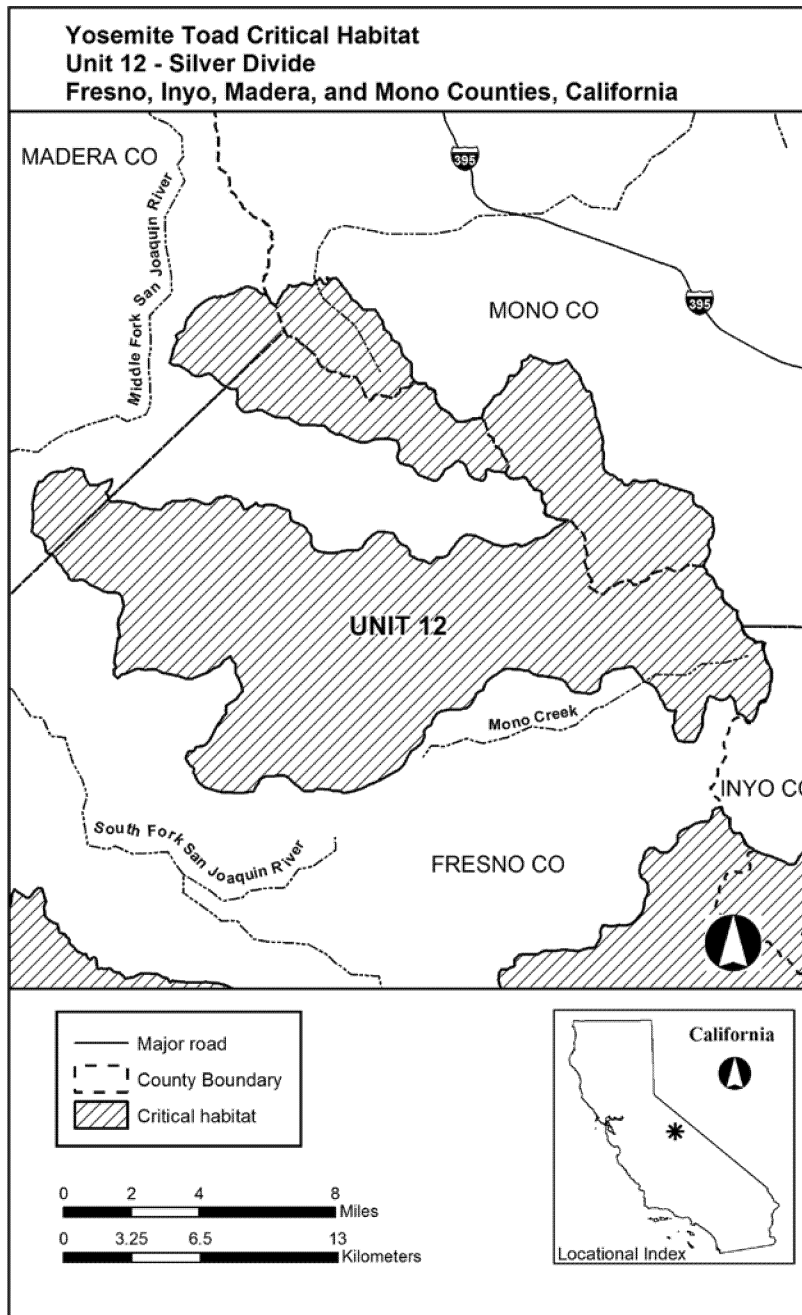 Yosemite Toad Critical Habitat
Unit 12 - Silver Divide
Fresno, Inyo, Madera, and Mono Counties, California
MADERA CO
395
Middle Fork San Joaquin River
395
MONO CO
UNIT 12
Mono Creek
INYO CO
South Fork San Joaquin River
FRESNO CO
Major road
County Boundary
Critical habitat
California
Locational Index
0 2 4 8
Miles
0 3.25 6.5 13
Kilometers